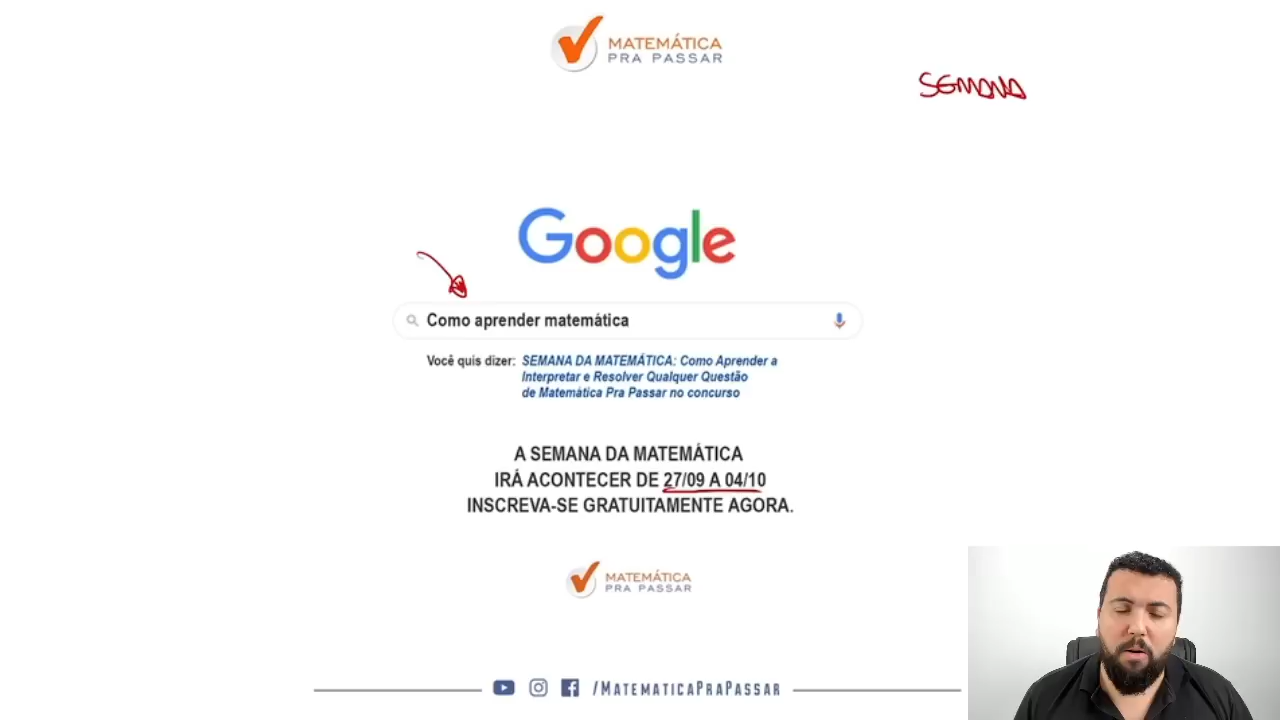 MATEMÁTICA
PRA PASSAR
SEMANA
Google
Como aprender matemática
Você quis dizer: SEMANA DA MATEMÁTICA: Como Aprender a
Interpretar e Resolver Qualquer Questão
de Matemática Pra Passar no concurso
A SEMANA DA MATEMÁTICA
IRÁ ACONTECER DE 27/09 A 04/10
INSCREVA-SE GRATUITAMENTE AGORA.
MATEMÁTICA
PRA PASSAR
/MATEMATICAPRAPASSAR